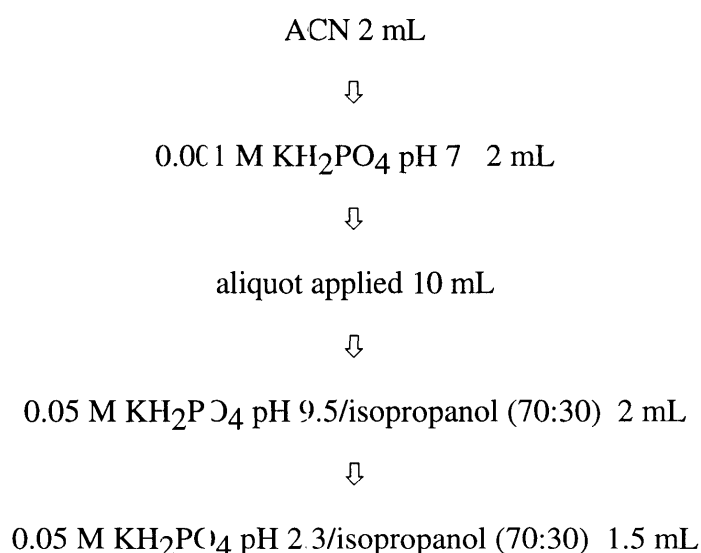 ACN 2 mL
⇩
0.001 M KH₂PO₄ pH 7 2 mL
⇩
aliquot applied 10 mL
⇩
0.05 M KH₂PO₄ pH 9.5/isopropanol (70:30) 2 mL
⇩
0.05 M KH₂PO₄ pH 2.3/isopropanol (70:30) 1.5 mL